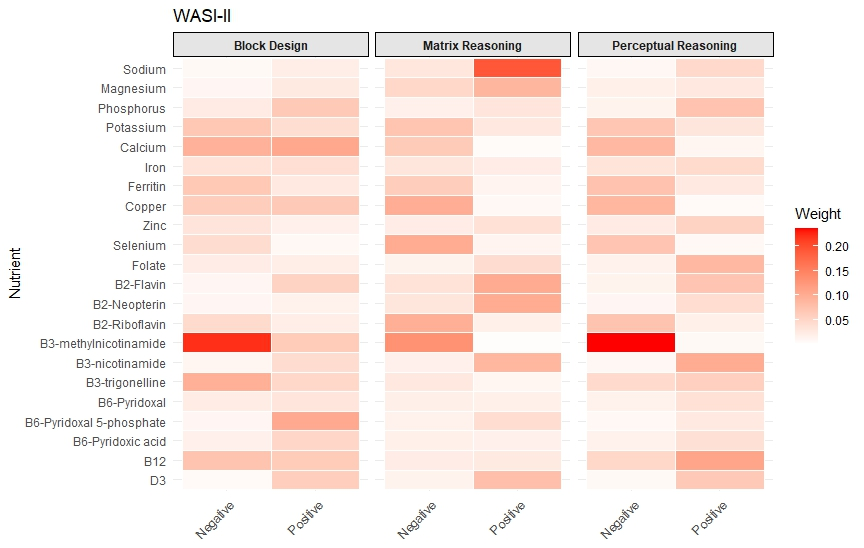 WASI-II
Block Design
Matrix Reasoning
Perceptual Reasoning
Nutrient
Sodium
Magnesium
Phosphorus
Potassium
Calcium
Iron
Ferritin
Copper
Zinc
Selenium
Folate
B2-Flavin
B2-Neopterin
B2-Riboflavin
B3-methylnicotinamide
B3-nicotinamide
B3-trigonelline
B6-Pyridoxal
B6-Pyridoxal 5-phosphate
B6-Pyridoxic acid
B12
D3
Negative
Positive
Negative
Positive
Negative
Positive
Weight
0.20
0.15
0.10
0.05